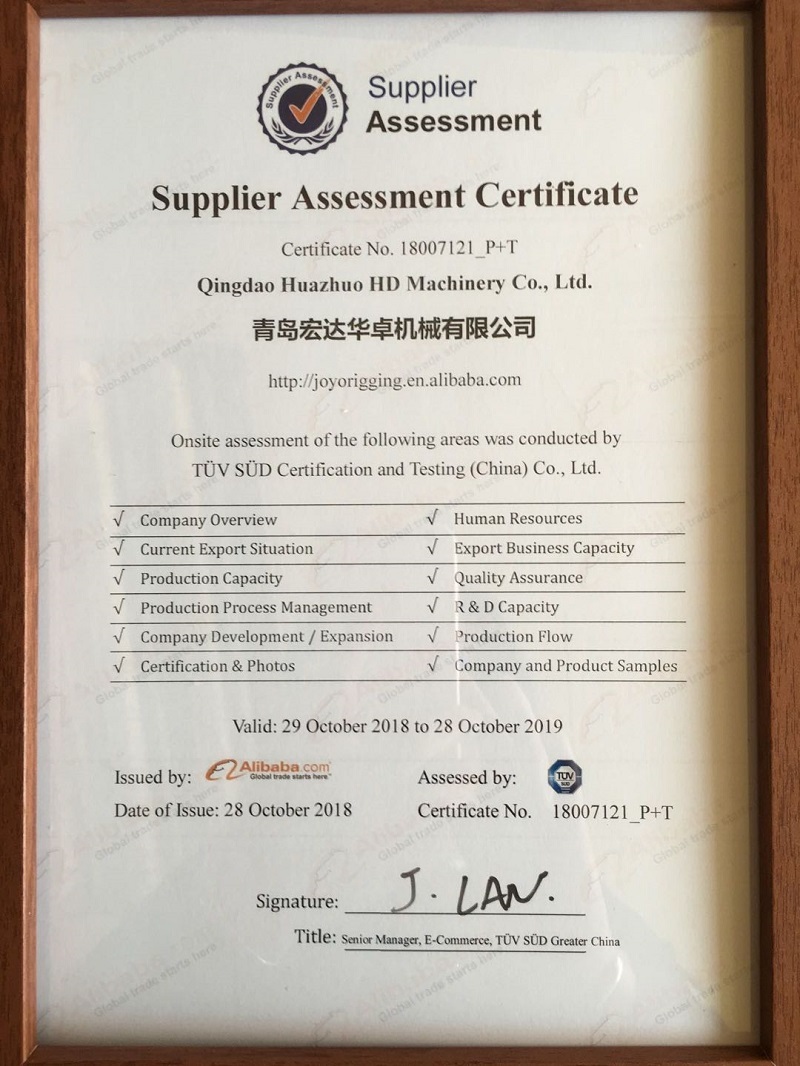 Supplier Assessment
Supplier
Assessment
Supplier Assessment Certificate
Certificate No. 18007121_P+T
Qingdao Huazhuo HD Machinery Co., Ltd.
青岛宏达华卓机械有限公司
http://joyorigging.en.alibaba.com
Onsite assessment of the following areas was conducted by
TÜV SÜD Certification and Testing (China) Co., Ltd.
√ Company Overview √ Human Resources
√ Current Export Situation √ Export Business Capacity
√ Production Capacity √ Quality Assurance
√ Production Process Management √ R & D Capacity
√ Company Development / Expansion √ Production Flow
√ Certification & Photos √ Company and Product Samples
Valid: 29 October 2018 to 28 October 2019
Issued by: Alibaba.com Assessed by: TÜV SÜD
Global trade starts here™
Date of Issue: 28 October 2018 Certificate No. 18007121_P+T
Signature: J. LAN.
Title: Senior Manager, E-Commerce, TÜV SÜD Greater China